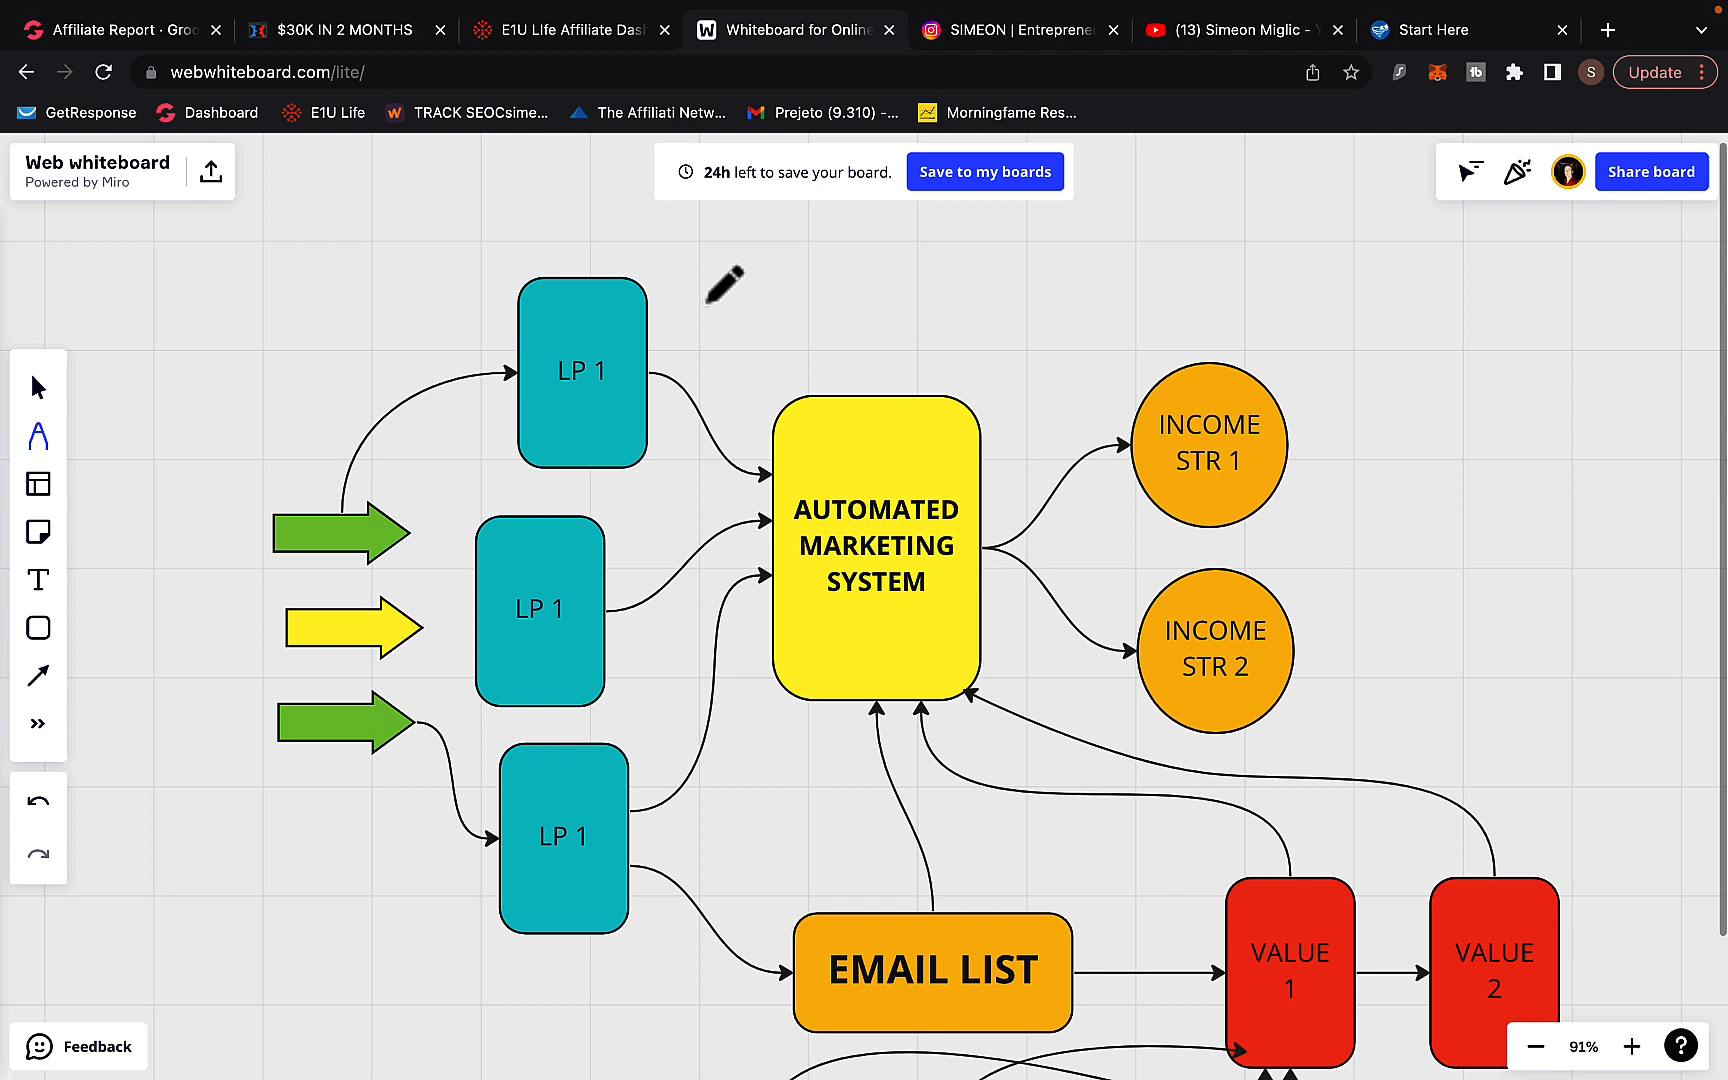 Affiliate Report · Groo
$30K IN 2 MONTHS
E1U LIfe Affiliate Dash
Whiteboard for Online
SIMEON | Entrepreneu
(13) Simeon Miglic - Y
Start Here
webwhiteboard.com/lite/
S
Update
GetResponse
Dashboard
E1U Life
TRACK SEOCsime...
The Affiliati Netw...
Prejeto (9.310) –...
Morningfame Res...
Web whiteboard
Powered by Miro
24h left to save your board.
Save to my boards
Share board
LP 1
LP 1
LP 1
AUTOMATED
MARKETING
SYSTEM
INCOME
STR 1
INCOME
STR 2
EMAIL LIST
VALUE
1
VALUE
2
Feedback
91%